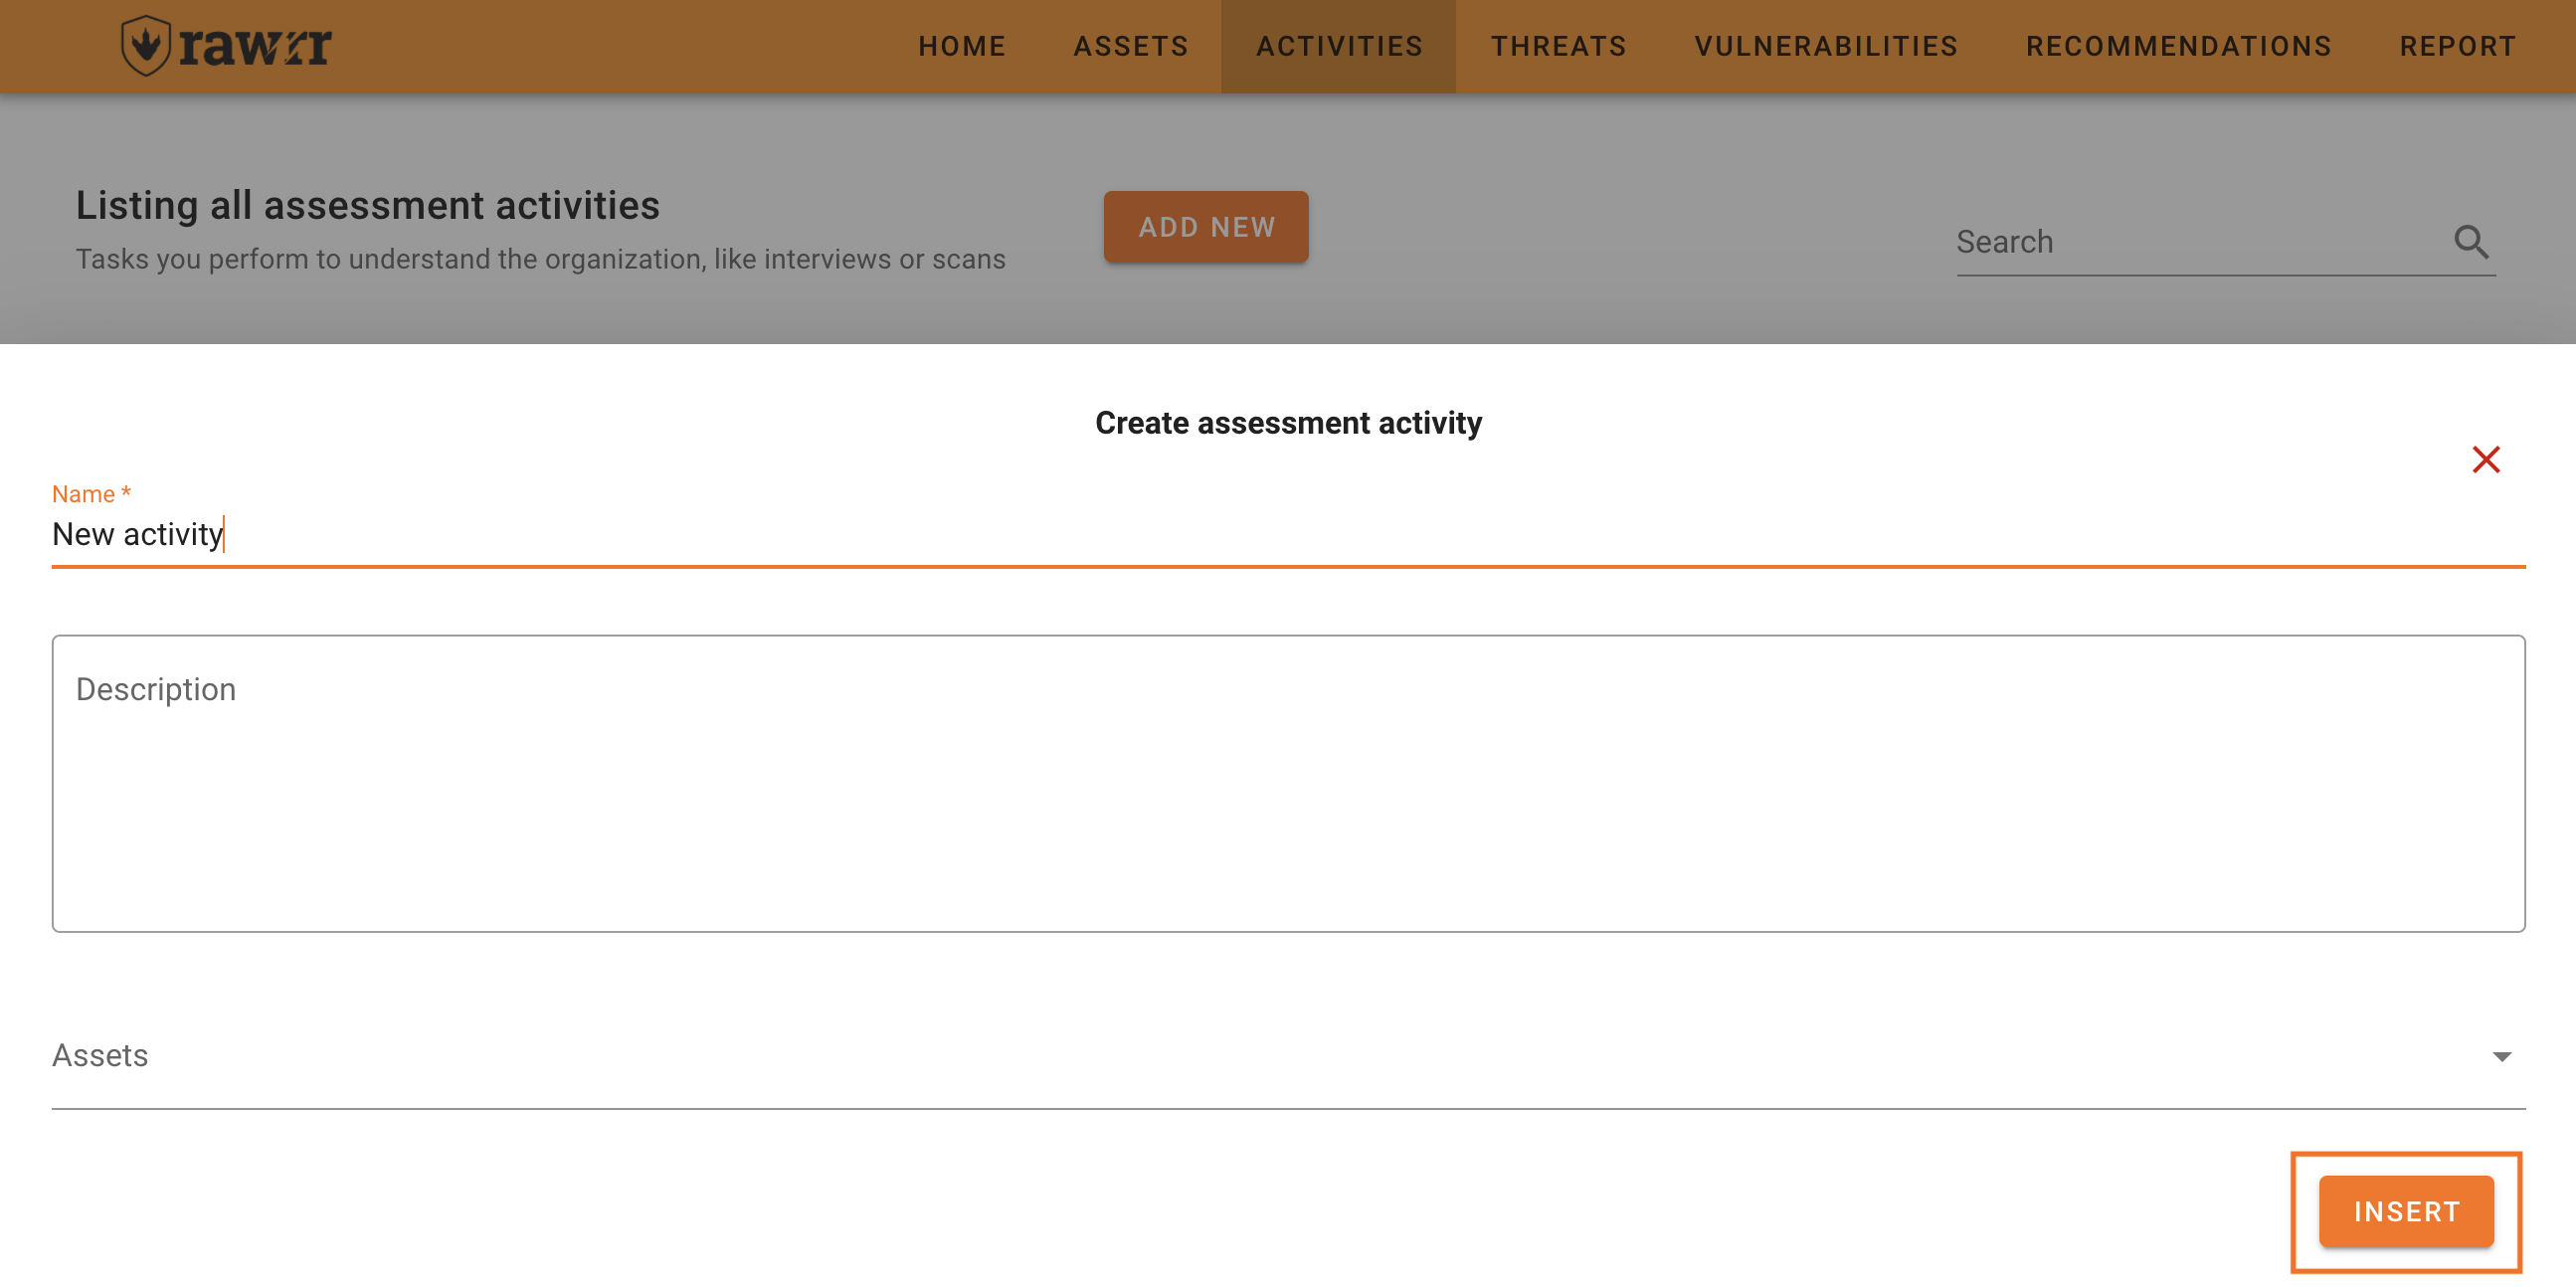 rawrr
HOME ASSETS ACTIVITIES THREATS VULNERABILITIES RECOMMENDATIONS REPORT
Listing all assessment activities
Tasks you perform to understand the organization, like interviews or scans
ADD NEW
Search
Create assessment activity
Name *
New activity
Description
Assets
INSERT